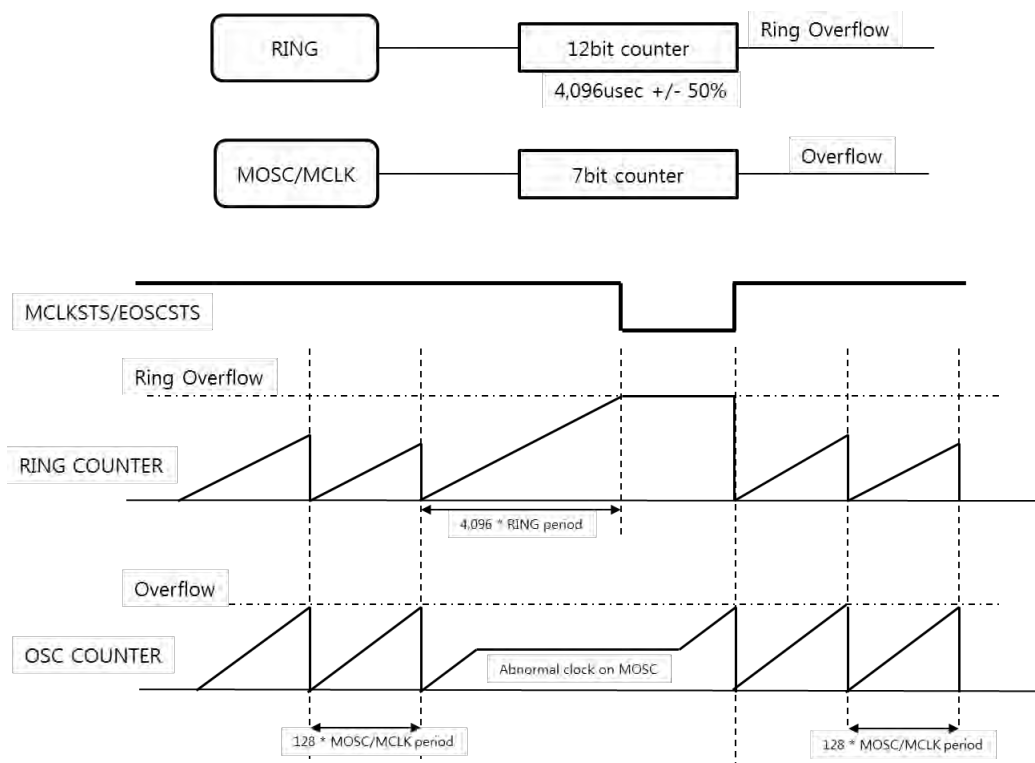 RING
12bit counter
Ring Overflow
4,096usec +/- 50%
MOSC/MCLK
7bit counter
Overflow
MCLKSTS/EOSCSTS
Ring Overflow
RING COUNTER
4,096 * RING period
Overflow
OSC COUNTER
Abnormal clock on MOSC
128 * MOSC/MCLK period
128 * MOSC/MCLK period